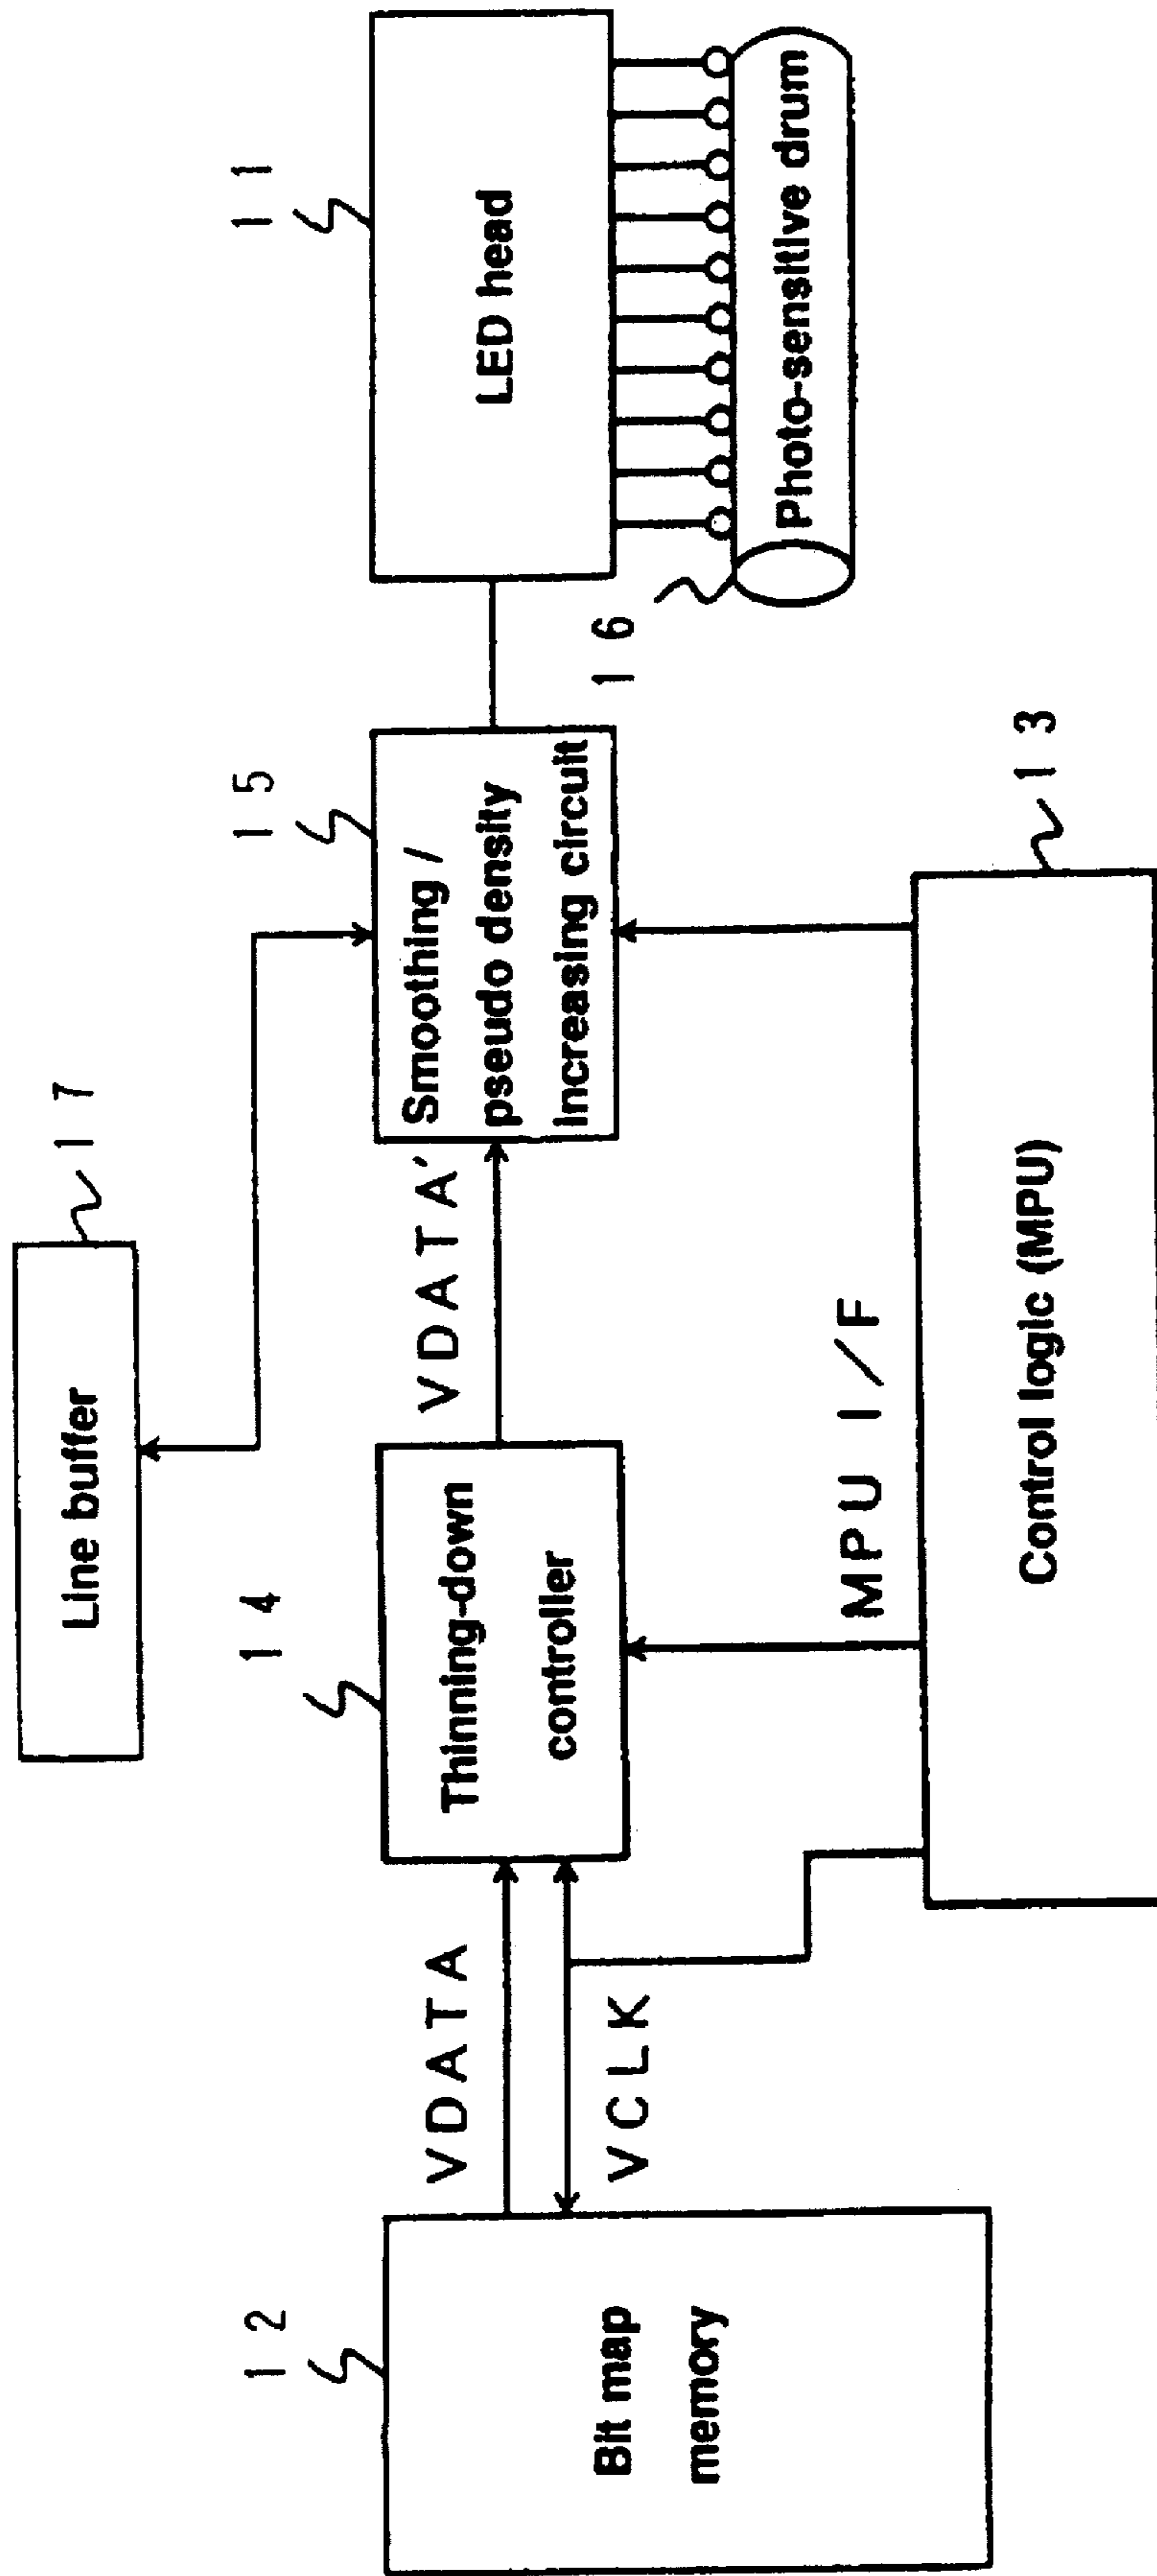 Line buffer
17
12
14
15
11
VDATA
VDATA'
Bit map
memory
Thinning-down
controller
Smoothing /
pseudo density
increasing circuit
LED head
VCLK
16
Photo-sensitive drum
MPU I/F
13
Control logic (MPU)